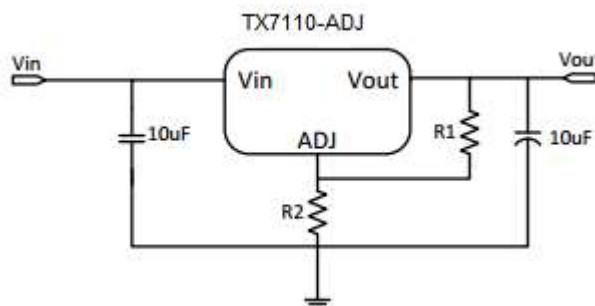 TX7110-ADJ
Vin
Vout
Vin
Vout
10uF
R1
10uF
ADJ
R2